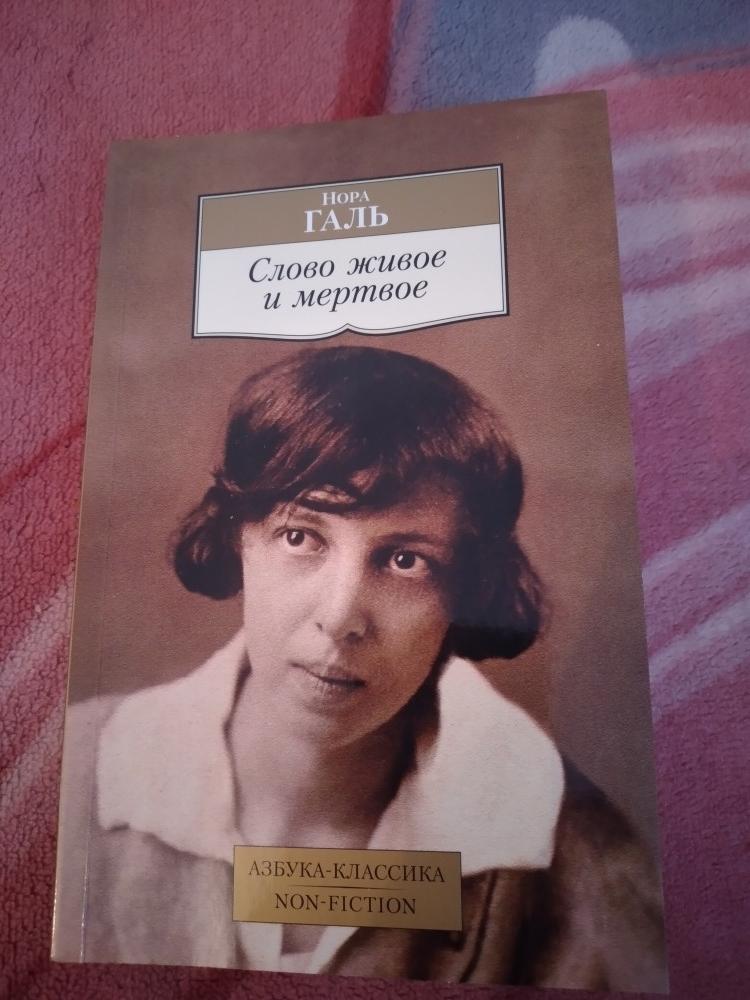 НОРА
ГАЛЬ
Слово живое
и мертвое
АЗБУКА-КЛАССИКА
NON-FICTION